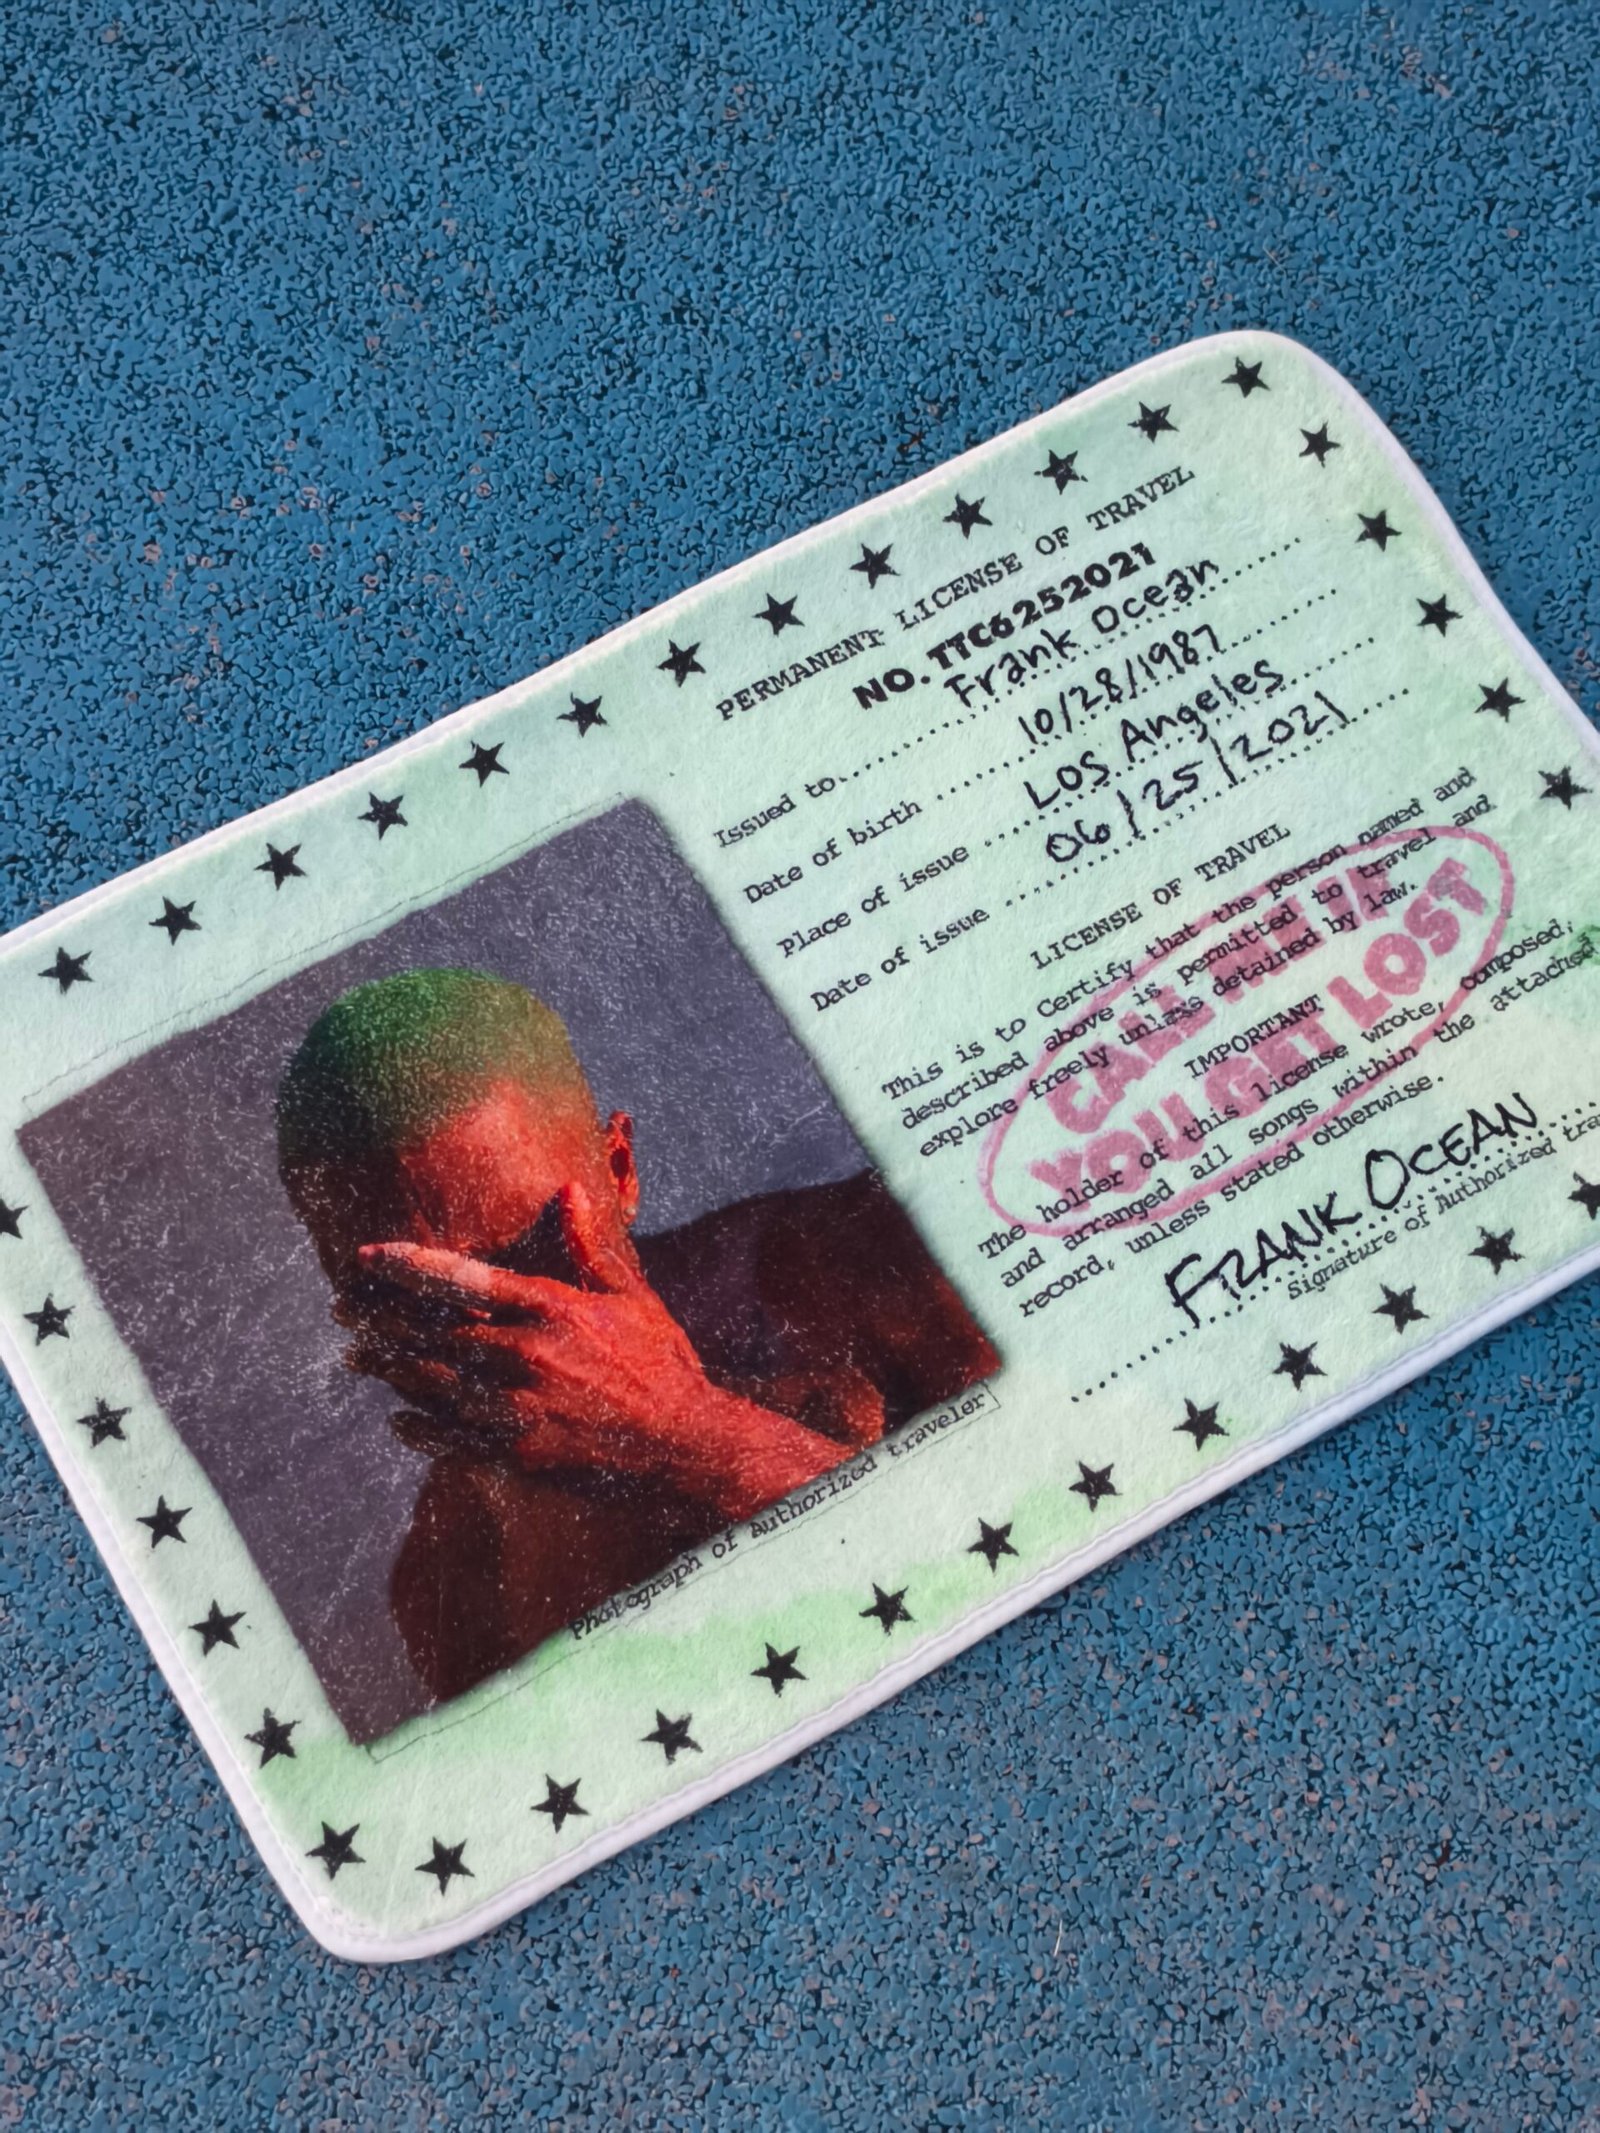 PERMANENT LICENSE OF TRAVEL
NO. TTC6252021
Issued to Frank Ocean
Date of birth 10/28/1987
Place of issue Los Angeles
Date of issue 06/25/2021
LICENSE OF TRAVEL
This is to Certify that the person named and
described above is permitted to travel and
explore freely unless detained by law.
IMPORTANT
The holder of this license wrote, composed,
and arranged all songs within the attached
record, unless stated otherwise.
CALL ME IF
YOU GET LOST
FRANK OCEAN
Signature of Authorized
Photograph of Authorized traveler